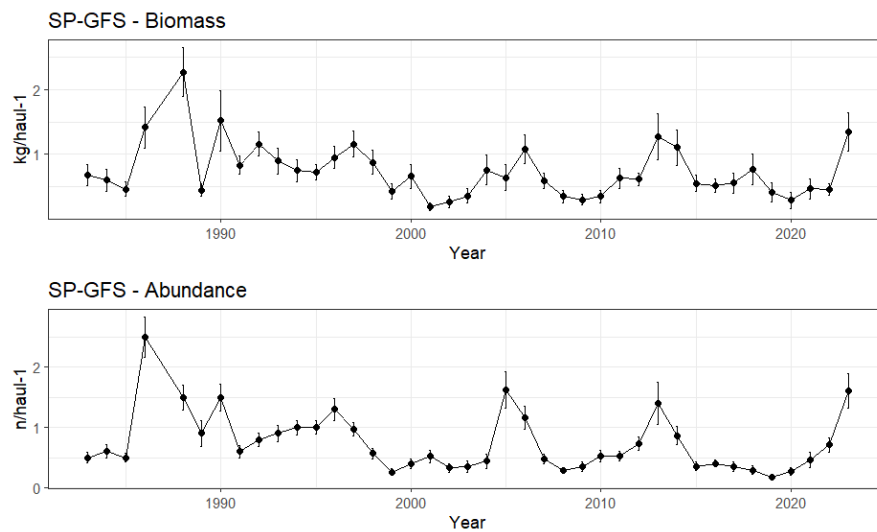 SP-GFS - Biomass
kg/haul-1
2
1
1990 2000 2010 2020
Year
SP-GFS - Abundance
n/haul-1
2
1
0
1990 2000 2010 2020
Year